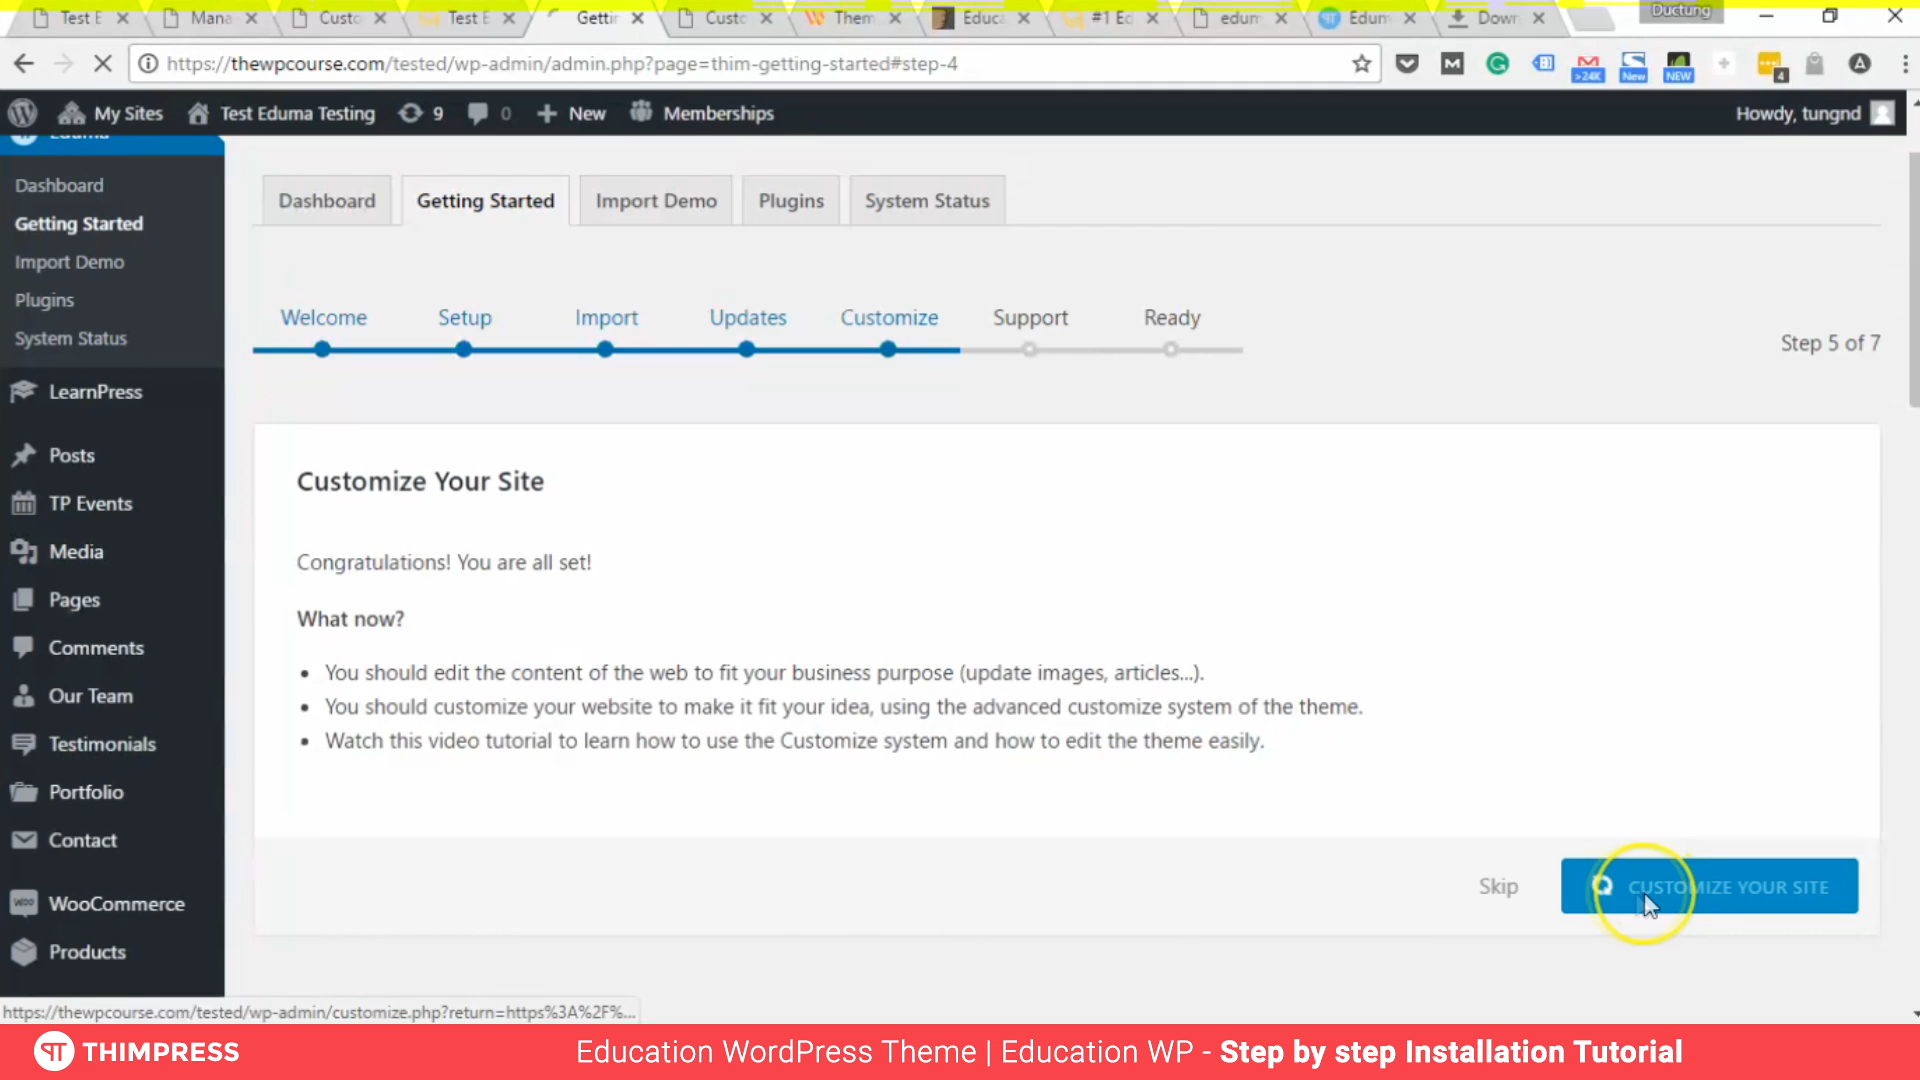 Test E Mana Custo Test E Gettin Custo Them Educa #1 Ed edum Edum Down Ductung
https://thewpcourse.com/tested/wp-admin/admin.php?page=thim-getting-started#step-4
>24K New NEW 4
My Sites Test Eduma Testing 9 0 New Memberships Howdy, tungnd
Eduma
Dashboard
Getting Started
Import Demo
Plugins
System Status
LearnPress
Posts
TP Events
Media
Pages
Comments
Our Team
Testimonials
Portfolio
Contact
WooCommerce
Products
Dashboard Getting Started Import Demo Plugins System Status
Welcome Setup Import Updates Customize Support Ready
Step 5 of 7
Customize Your Site
Congratulations! You are all set!
What now?
• You should edit the content of the web to fit your business purpose (update images, articles...).
• You should customize your website to make it fit your idea, using the advanced customize system of the theme.
• Watch this video tutorial to learn how to use the Customize system and how to edit the theme easily.
Skip CUSTOMIZE YOUR SITE
https://thewpcourse.com/tested/wp-admin/customize.php?return=https%3A%2F%...
THIMPRESS Education WordPress Theme | Education WP - Step by step Installation Tutorial